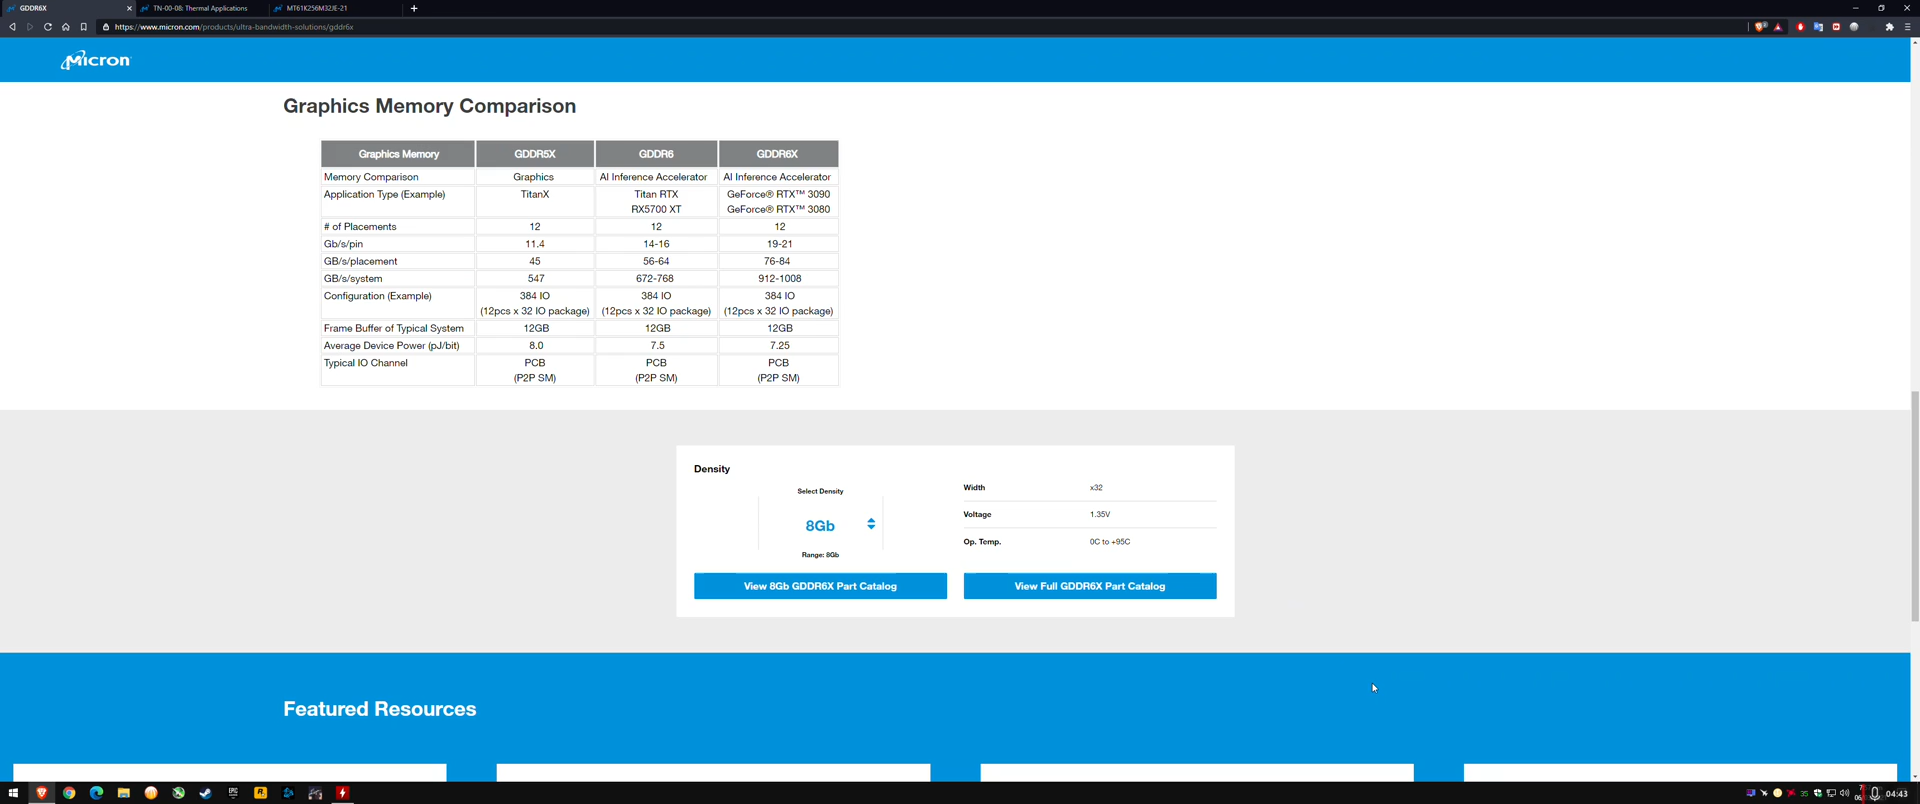 GDDR6X
TN-00-08: Thermal Applications
MT61K256M32JE-21
https://www.micron.com/products/ultra-bandwidth-solutions/gddr6x
Micron
Graphics Memory Comparison
Graphics Memory GDDR5X GDDR6 GDDR6X
Memory Comparison Graphics AI Inference Accelerator AI Inference Accelerator
Application Type (Example) TitanX Titan RTX GeForce® RTX™ 3090
RX5700 XT GeForce® RTX™ 3080
# of Placements 12 12 12
Gb/s/pin 11.4 14-16 19-21
GB/s/placement 45 56-64 76-84
GB/s/system 547 672-768 912-1008
Configuration (Example) 384 IO 384 IO 384 IO
(12pcs x 32 IO package) (12pcs x 32 IO package) (12pcs x 32 IO package)
Frame Buffer of Typical System 12GB 12GB 12GB
Average Device Power (pJ/bit) 8.0 7.5 7.25
Typical IO Channel PCB PCB PCB
(P2P SM) (P2P SM) (P2P SM)
Density
Select Density
8Gb
Range: 8Gb
Width x32
Voltage 1.35V
Op. Temp. 0C to +95C
View 8Gb GDDR6X Part Catalog
View Full GDDR6X Part Catalog
Featured Resources
EPIC
35
04:43